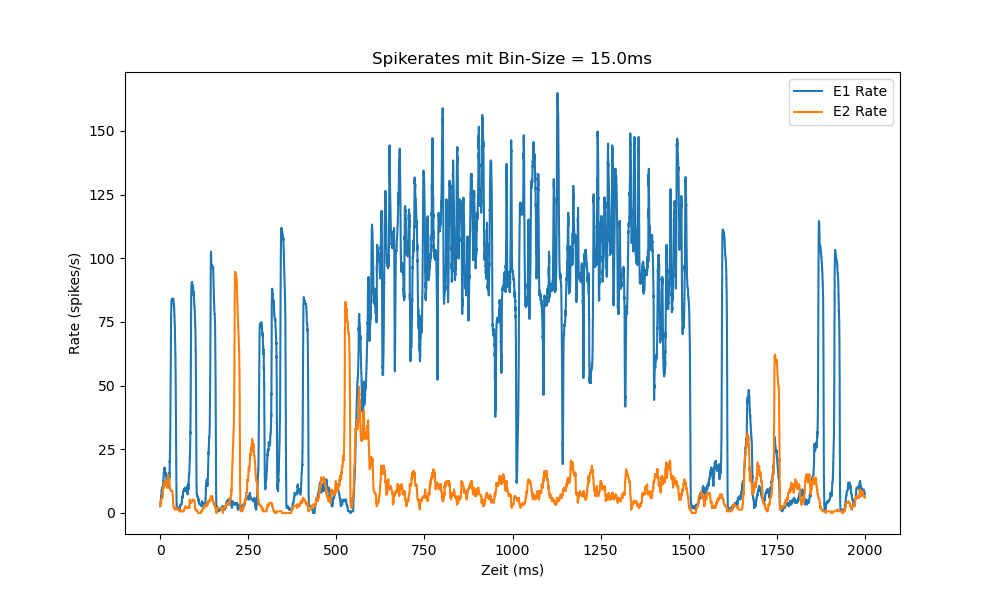 Spikerates mit Bin-Size = 15.0ms
E1 Rate
E2 Rate
Rate (spikes/s)
150
125
100
75
50
25
0
0 250 500 750 1000 1250 1500 1750 2000
Zeit (ms)